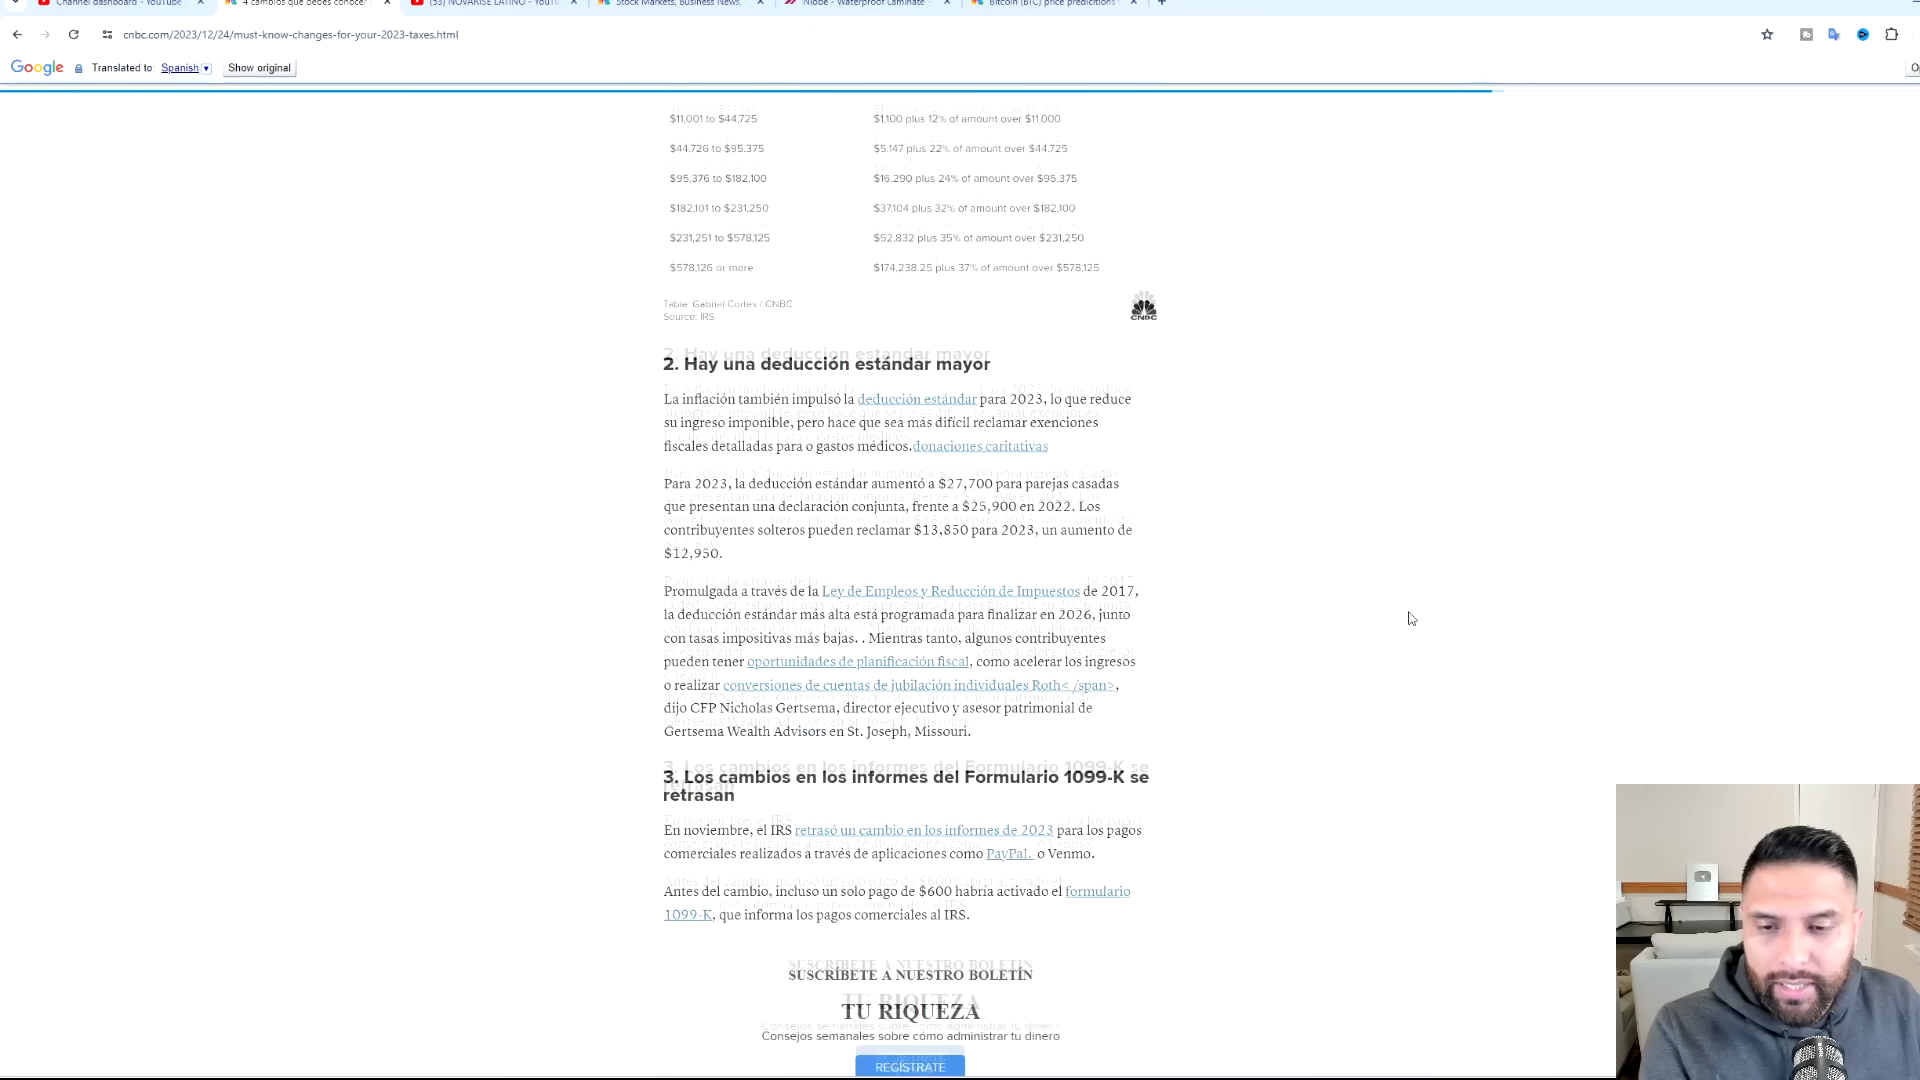 Channel dashboard - YouTube
4 cambios que debes conocer
(53) NOVARISE LATINO - YouTu
Stock Markets, Business News,
Niobe - Waterproof Laminate -
Bitcoin (BTC) price predicitions
cnbc.com/2023/12/24/must-know-changes-for-your-2023-taxes.html
Google Translated to: Spanish Show original
$11,001 to $44,725 $1,100 plus 12% of amount over $11,000
$44,726 to $95,375 $5,147 plus 22% of amount over $44,725
$95,376 to $182,100 $16,290 plus 24% of amount over $95,375
$182,101 to $231,250 $37,104 plus 32% of amount over $182,100
$231,251 to $578,125 $52,832 plus 35% of amount over $231,250
$578,126 or more $174,238.25 plus 37% of amount over $578,125
Table: Gabriel Cortes / CNBC
Source: IRS
CNBC
2. Hay una deducción estándar mayor
La inflación también impulsó la deducción estándar para 2023, lo que reduce
su ingreso imponible, pero hace que sea más difícil reclamar exenciones
fiscales detalladas para o gastos médicos.donaciones caritativas
Para 2023, la deducción estándar aumentó a $27,700 para parejas casadas
que presentan una declaración conjunta, frente a $25,900 en 2022. Los
contribuyentes solteros pueden reclamar $13,850 para 2023, un aumento de
$12,950.
Promulgada a través de la Ley de Empleos y Reducción de Impuestos de 2017,
la deducción estándar más alta está programada para finalizar en 2026, junto
con tasas impositivas más bajas. . Mientras tanto, algunos contribuyentes
pueden tener oportunidades de planificación fiscal, como acelerar los ingresos
o realizar conversiones de cuentas de jubilación individuales Roth< /span>,
dijo CFP Nicholas Gertsema, director ejecutivo y asesor patrimonial de
Gertsema Wealth Advisors en St. Joseph, Missouri.
3. Los cambios en los informes del Formulario 1099-K se
retrasan
En noviembre, el IRS retrasó un cambio en los informes de 2023 para los pagos
comerciales realizados a través de aplicaciones como PayPal. o Venmo.
Antes del cambio, incluso un solo pago de $600 habría activado el formulario
1099-K, que informa los pagos comerciales al IRS.
SUSCRÍBETE A NUESTRO BOLETÍN
TU RIQUEZA
Consejos semanales sobre cómo administrar tu dinero
REGÍSTRATE